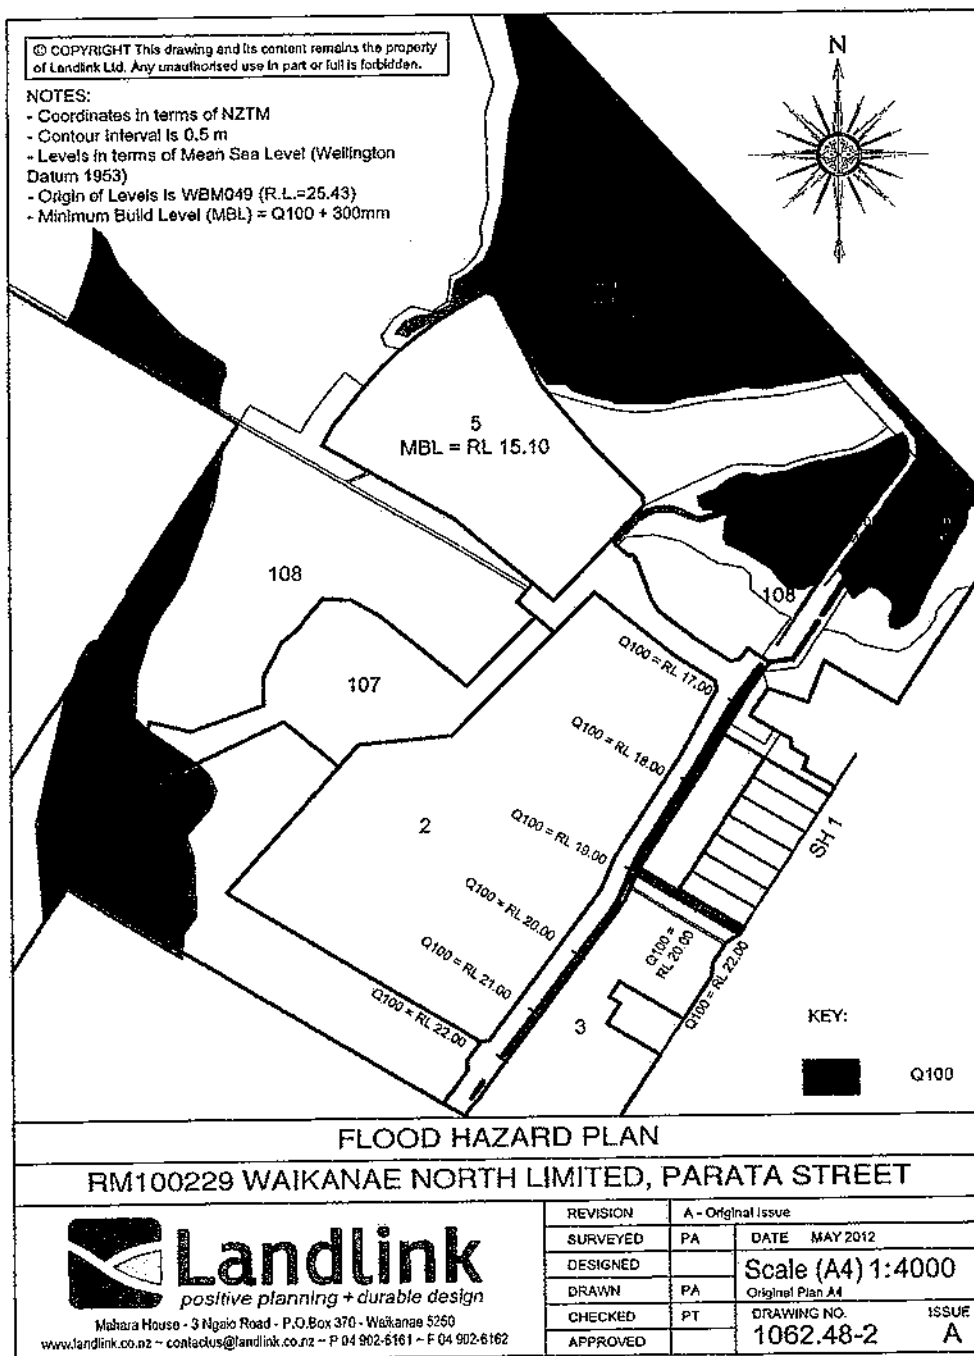 © COPYRIGHT This drawing and its content remains the property
of Landlink Ltd. Any unauthorised use in part or full is forbidden.
NOTES:
- Coordinates in terms of NZTM
- Contour interval is 0.5 m
- Levels in terms of Mean Sea Level (Wellington
Datum 1953)
- Origin of Levels is WBM049 (R.L.=25.43)
- Minimum Build Level (MBL) = Q100 + 300mm
N
5
MBL = RL 15.10
108
108
107
Q100 = RL 17.00
Q100 = RL 18.00
2
Q100 = RL 19.00
SH 1
Q100 = RL 20.00
Q100 =
RL 20.00
Q100 = RL 21.00
Q100 = RL 22.00
Q100 = RL 22.00
3
KEY:
Q100
FLOOD HAZARD PLAN
RM100229 WAIKANAE NORTH LIMITED, PARATA STREET
Landlink
positive planning + durable design
Mahara House - 3 Ngaio Road - P.O.Box 370 - Waikanae 5250
www.landlink.co.nz ~ contactus@landlink.co.nz ~ P 04 902-6161 ~ F 04 902-6162
REVISION A - Original Issue
SURVEYED PA DATE MAY 2012
DESIGNED Scale (A4) 1:4000
DRAWN PA Original Plan A4
CHECKED PT DRAWING NO. ISSUE
APPROVED 1062.48-2 A